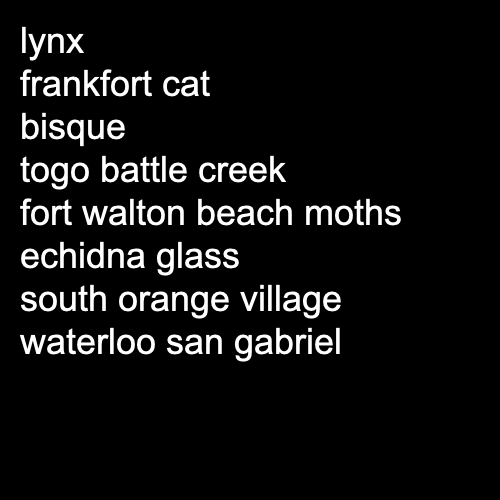 lynx
frankfort cat
bisque
togo battle creek
fort walton beach moths
echidna glass
south orange village
waterloo san gabriel